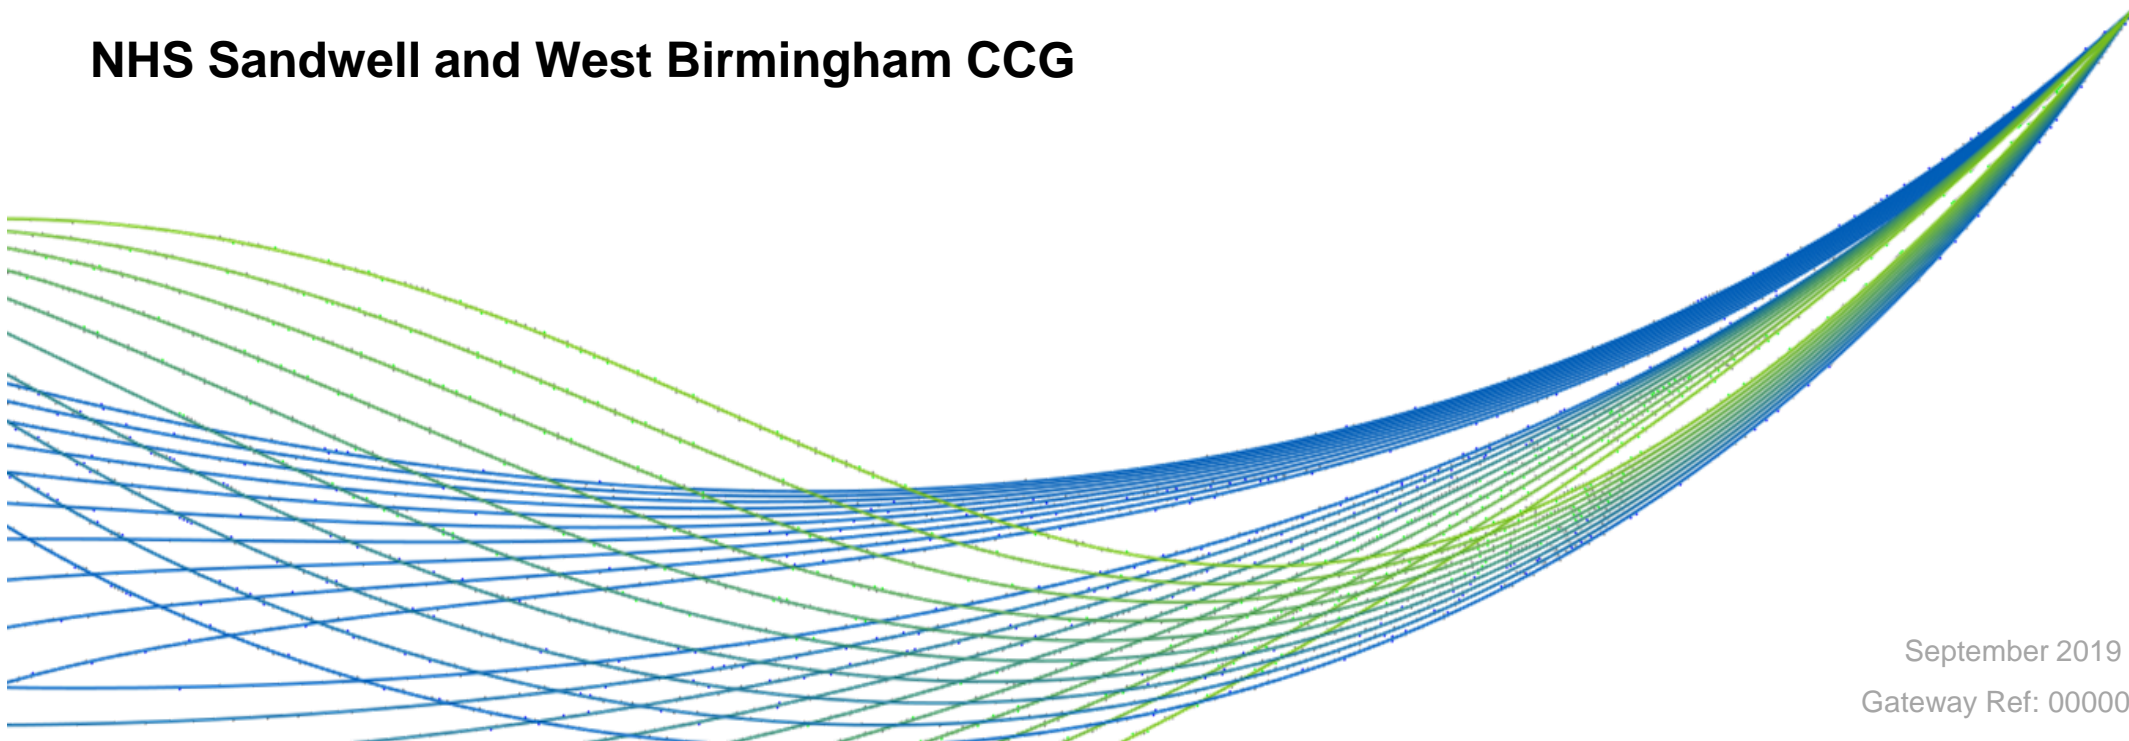 NHS Sandwell and West Birmingham CCG
September 2019
Gateway Ref: 00000